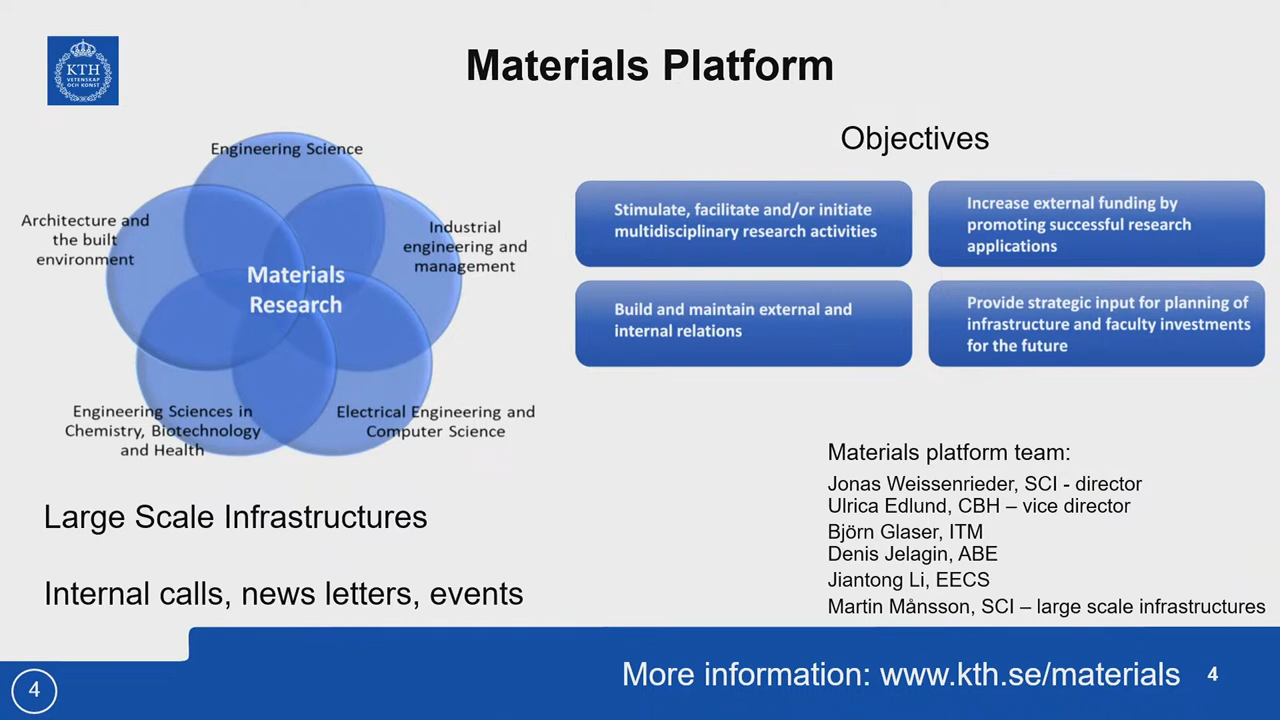 KTH
VETENSKAP
OCH KONST
Materials Platform
Engineering Science
Architecture and
the built
environment
Industrial
engineering and
management
Materials
Research
Engineering Sciences in
Chemistry, Biotechnology
and Health
Electrical Engineering and
Computer Science
Objectives
Stimulate, facilitate and/or initiate
multidisciplinary research activities
Increase external funding by
promoting successful research
applications
Build and maintain external and
internal relations
Provide strategic input for planning of
infrastructure and faculty investments
for the future
Large Scale Infrastructures
Internal calls, news letters, events
Materials platform team:
Jonas Weissenrieder, SCI - director
Ulrica Edlund, CBH – vice director
Björn Glaser, ITM
Denis Jelagin, ABE
Jiantong Li, EECS
Martin Månsson, SCI – large scale infrastructures
4
More information: www.kth.se/materials
4